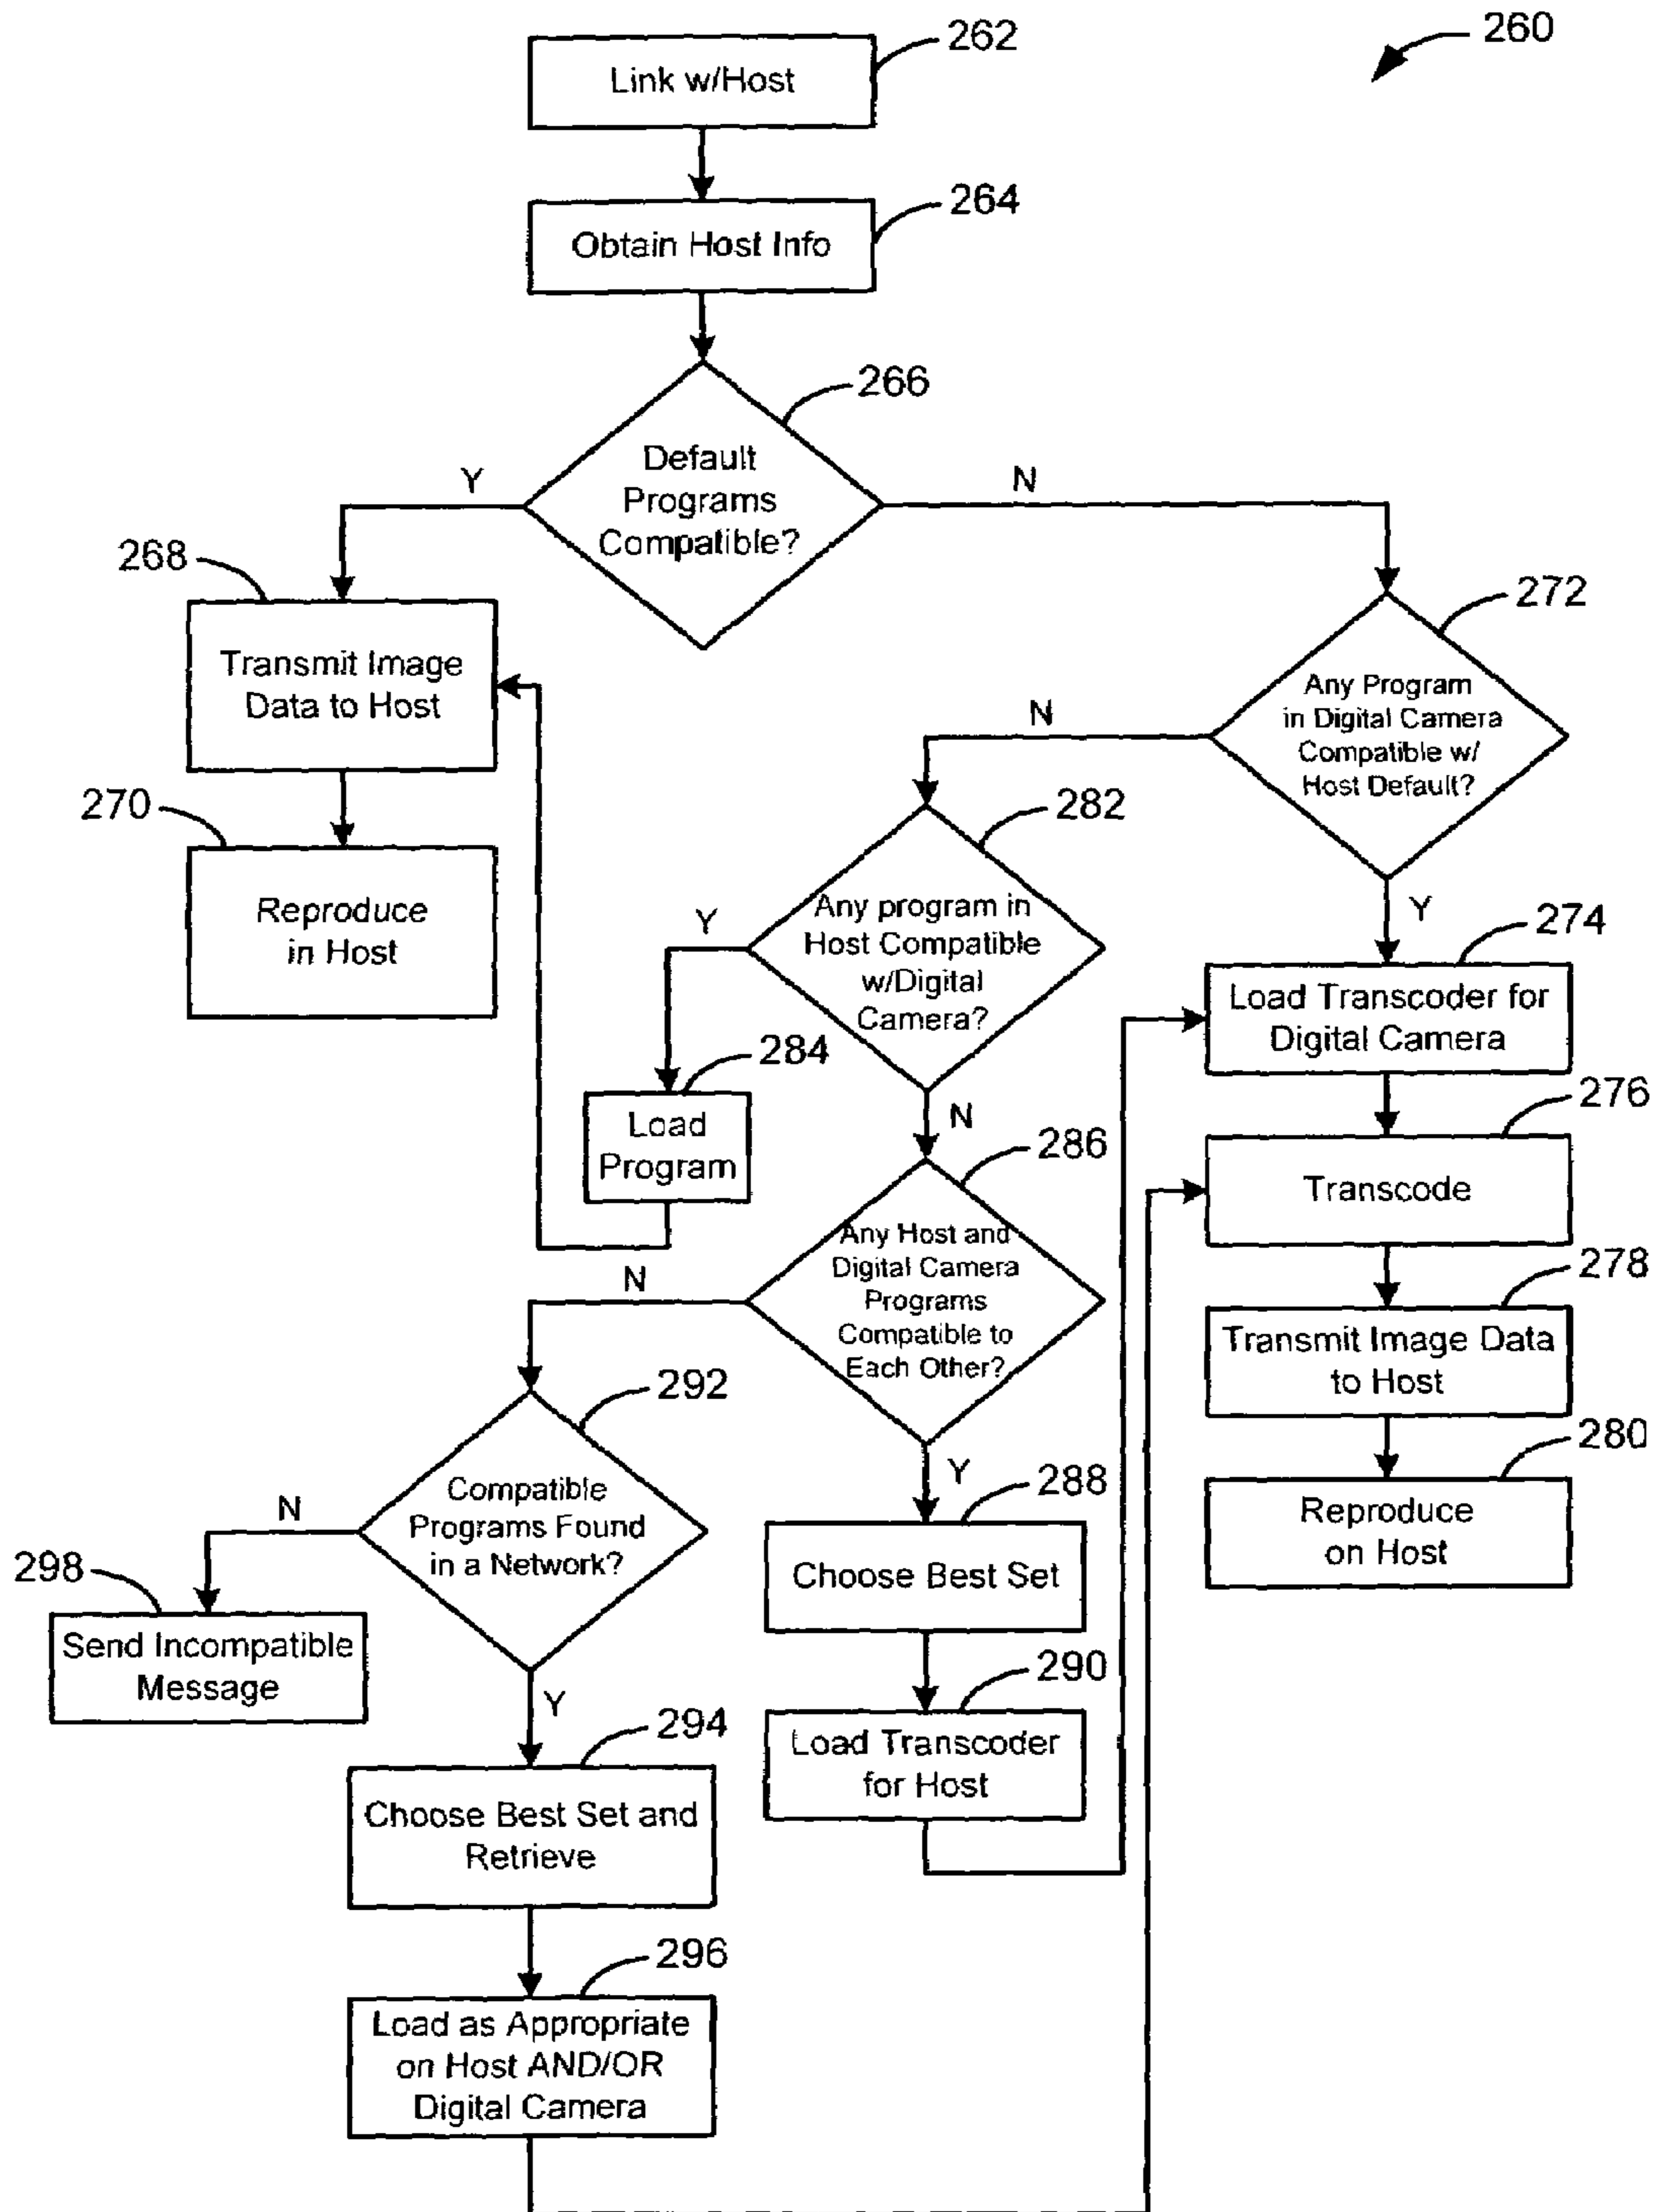 260
262
Link w/Host
264
Obtain Host Info
266
Default
Programs
Compatible?
Y
N
268
Transmit Image
Data to Host
270
Reproduce
in Host
272
Any Program
in Digital Camera
Compatible w/
Host Default?
N
Y
282
Any program in
Host Compatible
w/Digital
Camera?
Y
N
284
Load
Program
274
Load Transcoder for
Digital Camera
276
Transcode
278
Transmit Image Data
to Host
280
Reproduce
on Host
286
Any Host and
Digital Camera
Programs
Compatible to
Each Other?
N
Y
288
Choose Best Set
290
Load Transcoder
for Host
292
Compatible
Programs Found
in a Network?
N
Y
298
Send Incompatible
Message
294
Choose Best Set and
Retrieve
296
Load as Appropriate
on Host AND/OR
Digital Camera